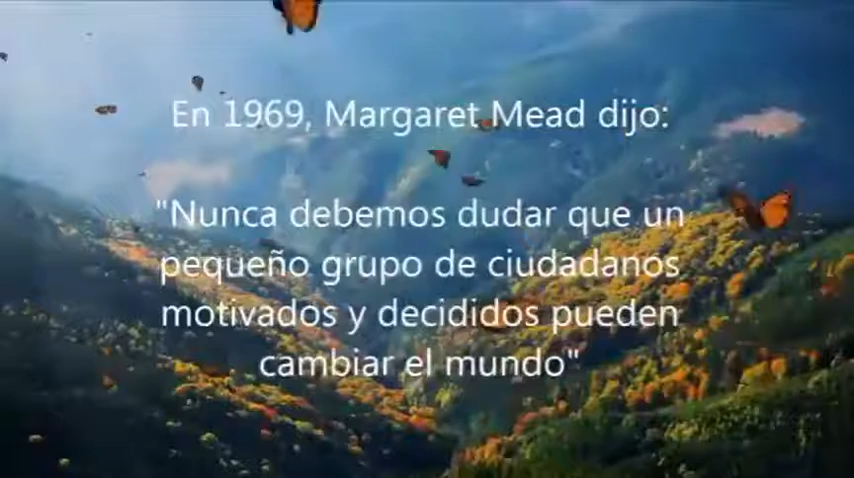 En 1969, Margaret Mead dijo:
"Nunca debemos dudar que un
pequeño grupo de ciudadanos
motivados y decididos pueden
cambiar el mundo"